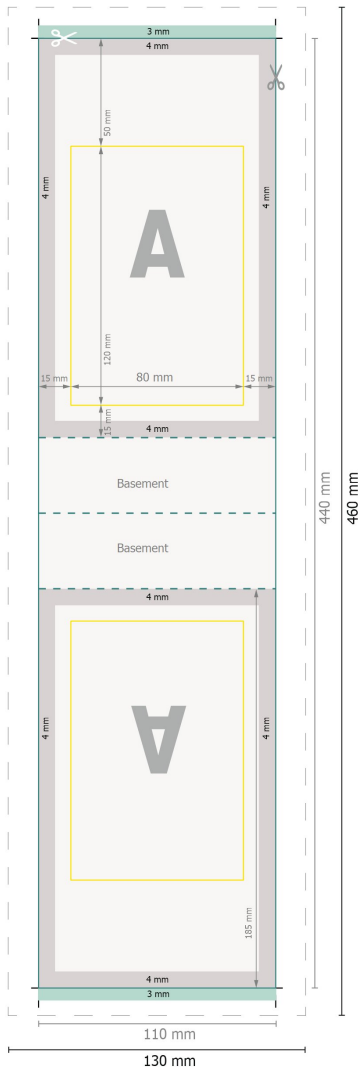 3 mm
4 mm
50 mm
4 mm
4 mm
A
120 mm
15 mm
80 mm
15 mm
15 mm
4 mm
Basement
440 mm
460 mm
Basement
4 mm
4 mm
A
4 mm
185 mm
4 mm
3 mm
110 mm
130 mm